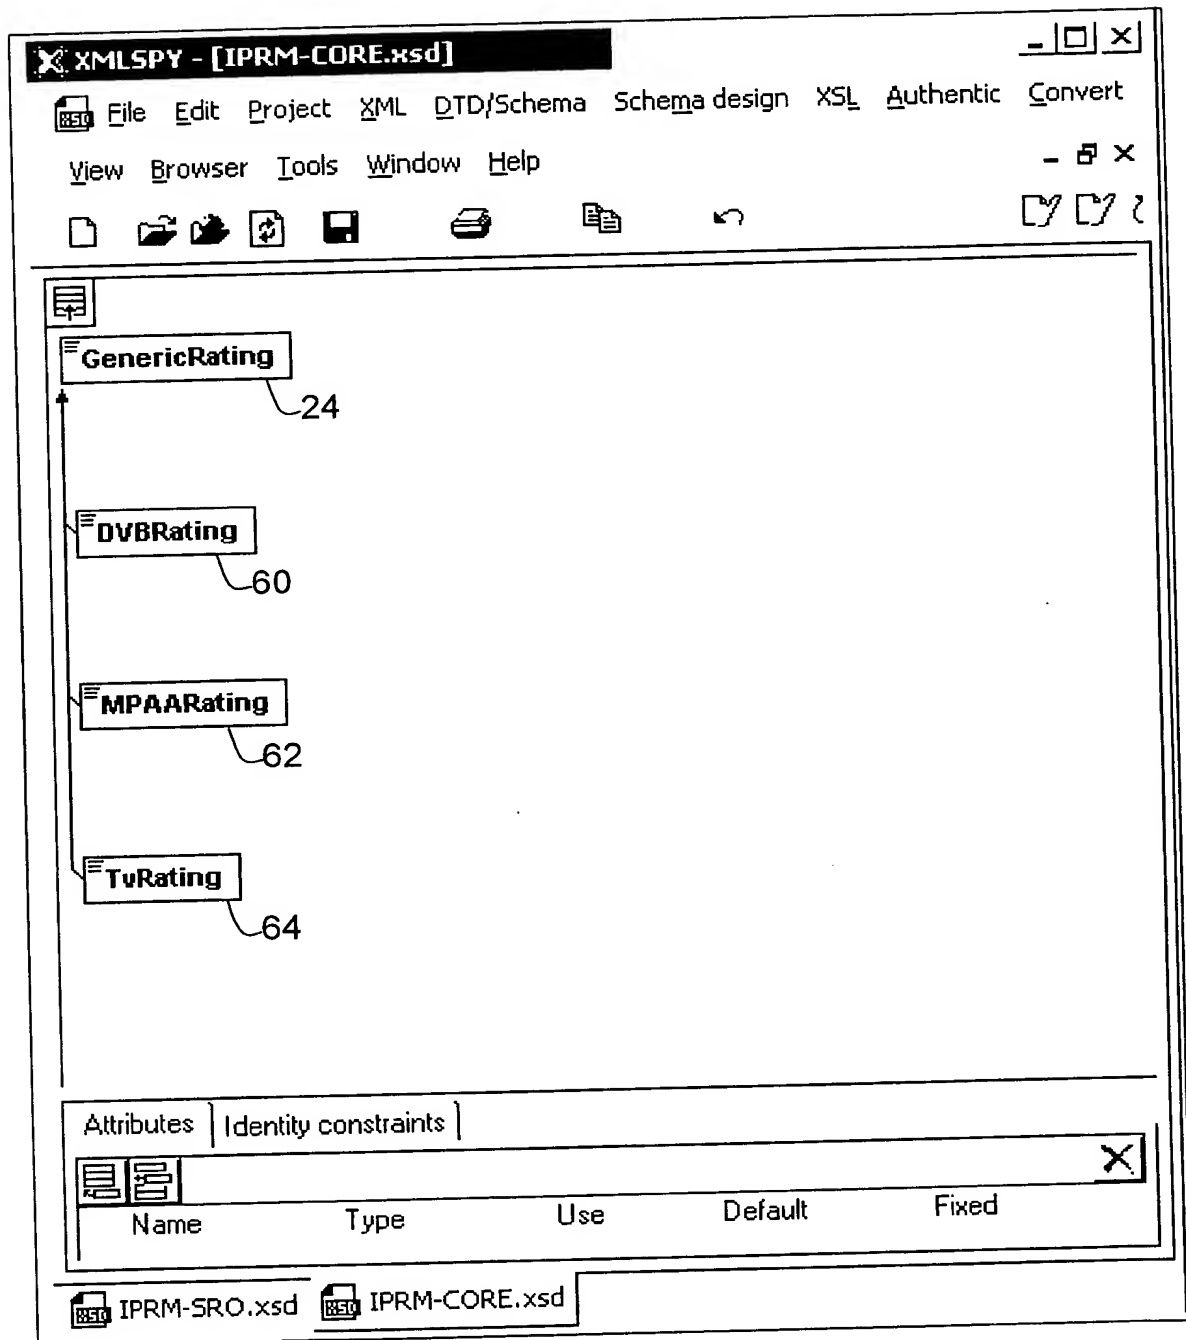 XMLSPY - [IPRM-CORE.xsd]
File Edit Project XML DTD/Schema Schema design XSL Authentic Convert
View Browser Tools Window Help
GenericRating
24
DVBRating
60
MPAARating
62
TvRating
64
Attributes Identity constraints
Name Type Use Default Fixed
IPRM-SRO.xsd IPRM-CORE.xsd